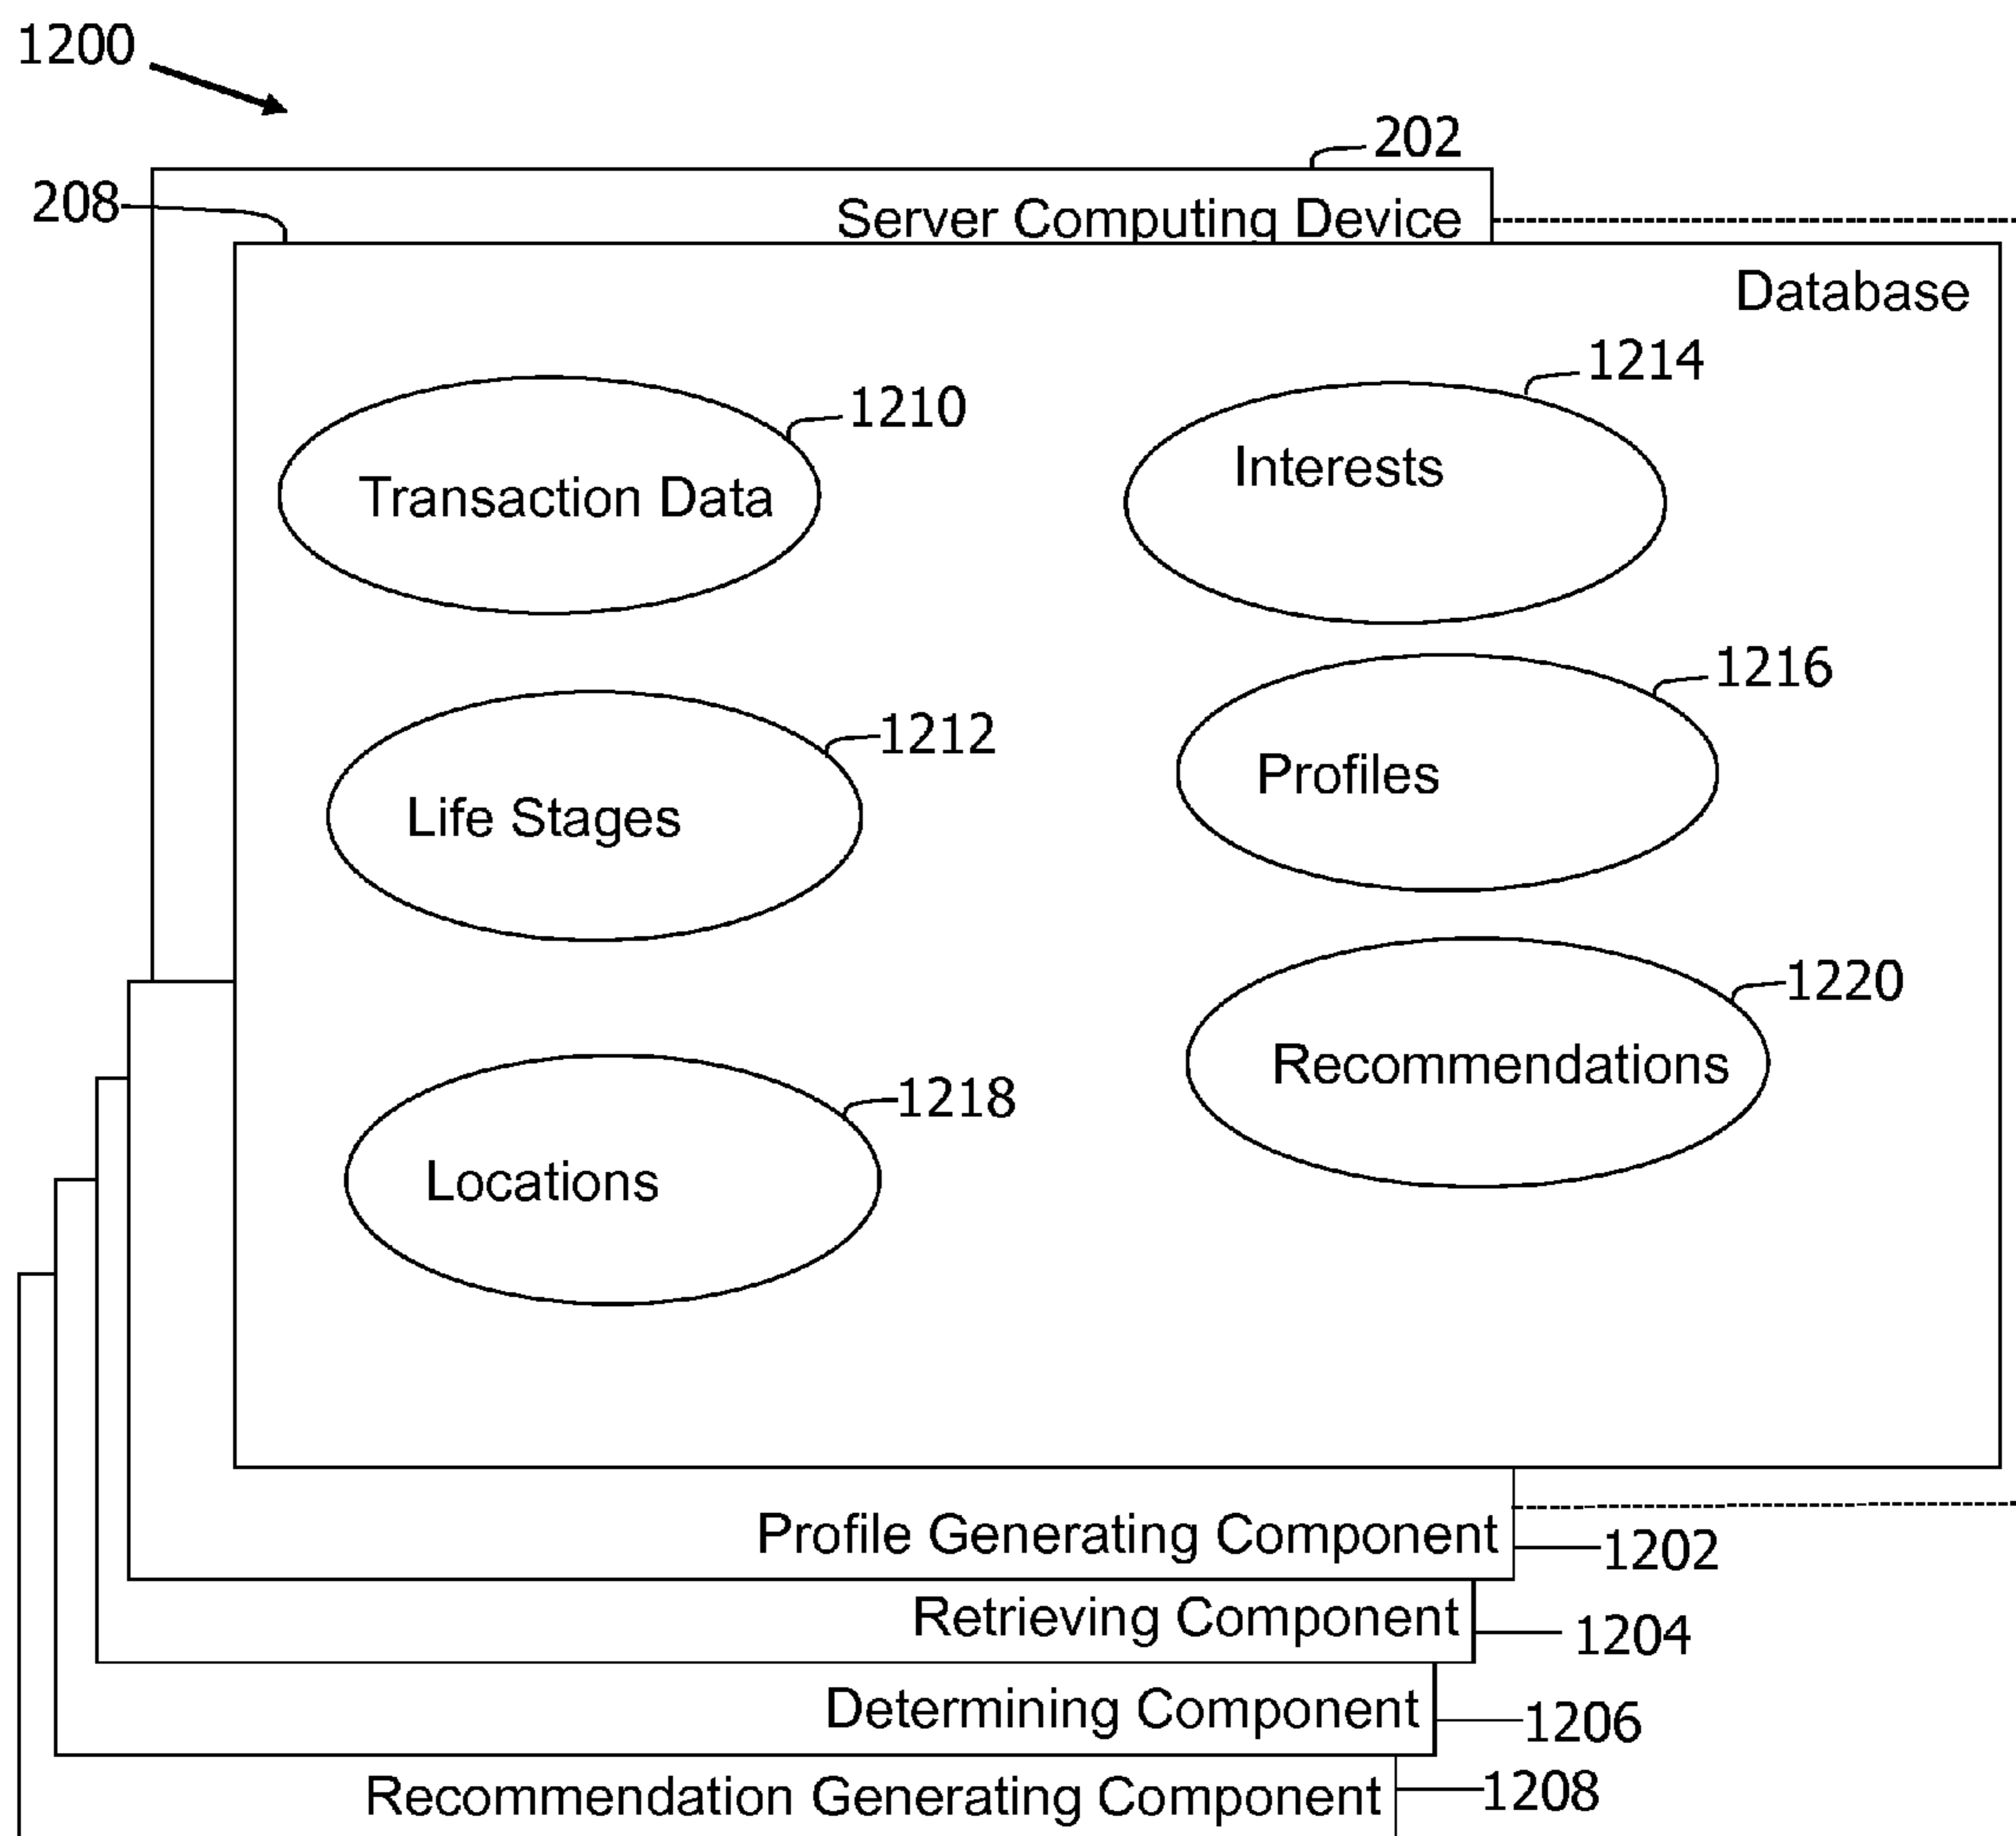 1200
202
208
Server Computing Device
Database
1214
1210
Interests
Transaction Data
1216
1212
Profiles
Life Stages
1220
Recommendations
1218
Locations
Profile Generating Component
1202
Retrieving Component
1204
Determining Component
1206
Recommendation Generating Component
1208